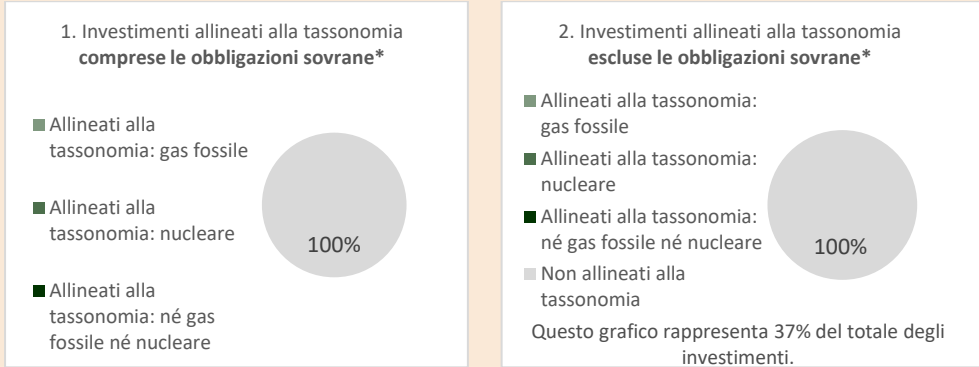 1. Investimenti allineati alla tassonomia
comprese le obbligazioni sovrane*
Allineati alla
tassonomia: gas fossile
Allineati alla
tassonomia: nucleare
Allineati alla
tassonomia: né gas
fossile né nucleare
100%
2. Investimenti allineati alla tassonomia
escluse le obbligazioni sovrane*
Allineati alla tassonomia:
gas fossile
Allineati alla tassonomia:
nucleare
Allineati alla tassonomia:
né gas fossile né nucleare
Non allineati alla
tassonomia
100%
Questo grafico rappresenta 37% del totale degli
investimenti.